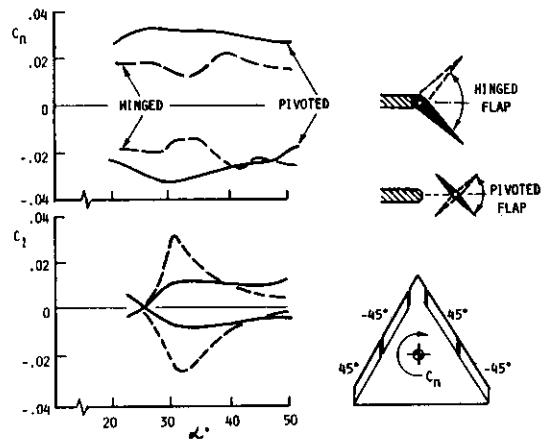 Cn
.04
.02
0
-.02
-.04
HINGED
PIVOTED
HINGED
FLAP
PIVOTED
FLAP
Cl
.04
.02
0
-.02
-.04
20
30
40
50
α°
-45°
45°
45°
-45°
Cn